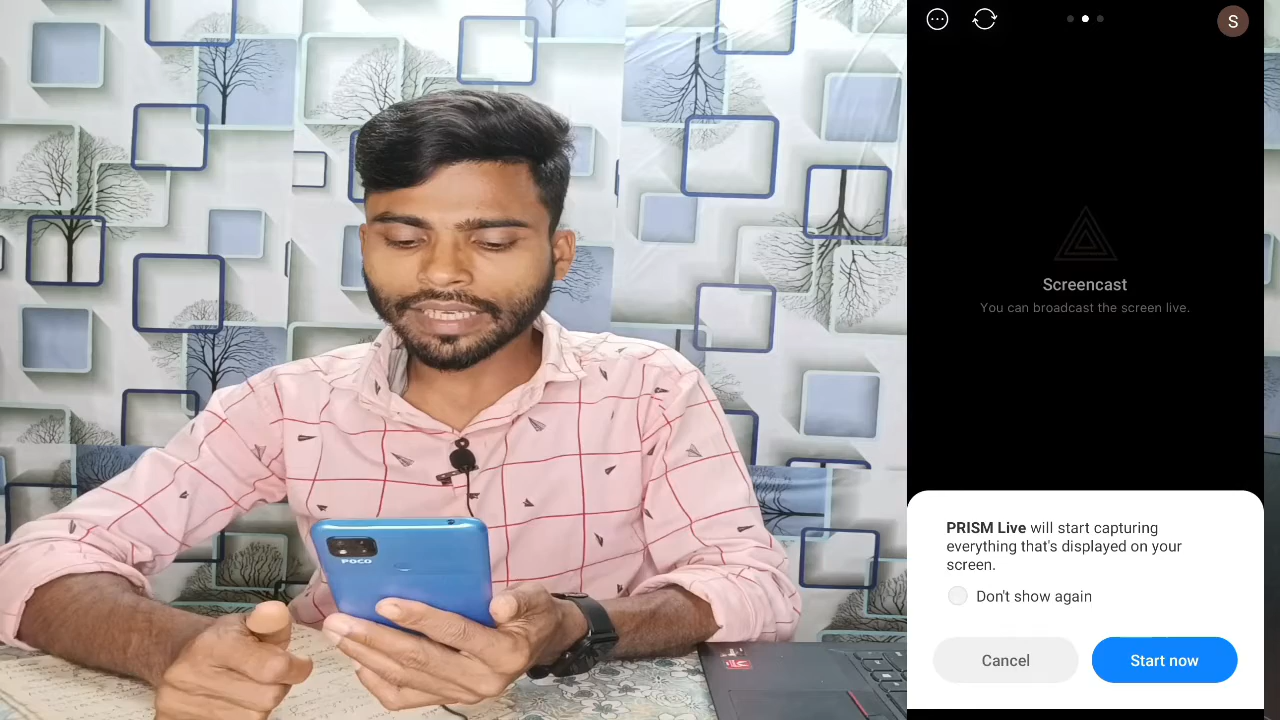 POCO
S
Screencast
You can broadcast the screen live.
PRISM Live will start capturing
everything that's displayed on your
screen.
Don't show again
Cancel
Start now